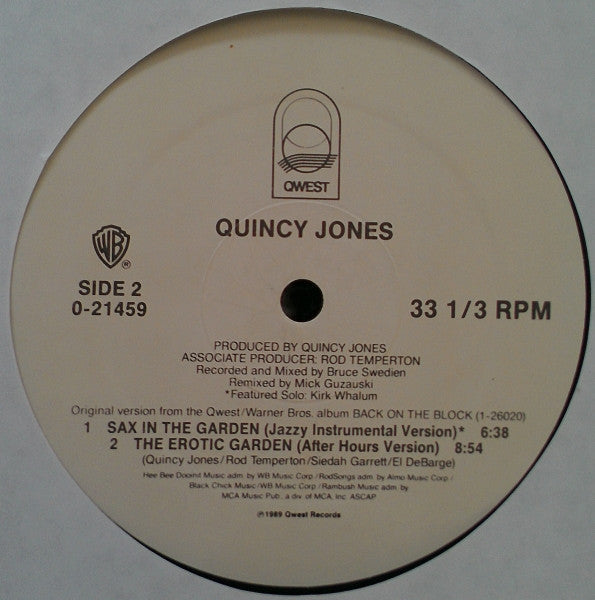 QWEST
QUINCY JONES
WB
®
SIDE 2
0-21459
33 1/3 RPM
PRODUCED BY QUINCY JONES
ASSOCIATE PRODUCER: ROD TEMPERTON
Recorded and Mixed by Bruce Swedien
Remixed by Mick Guzauski
*Featured Solo: Kirk Whalum
Original version from the Qwest/Warner Bros. album BACK ON THE BLOCK (1-26020)
1 SAX IN THE GARDEN (Jazzy Instrumental Version)* 6:38
2 THE EROTIC GARDEN (After Hours Version) 8:54
(Quincy Jones/Rod Temperton/Siedah Garrett/El DeBarge)
Hee Bee Dooinit Music adm by WB Music Corp./RodSongs adm. by Almo Music Corp./
Black Chick Music/WB Music Corp./Rambush Music adm. by
MCA Music Pub., a div. of MCA, Inc. ASCAP
℗1989 Qwest Records